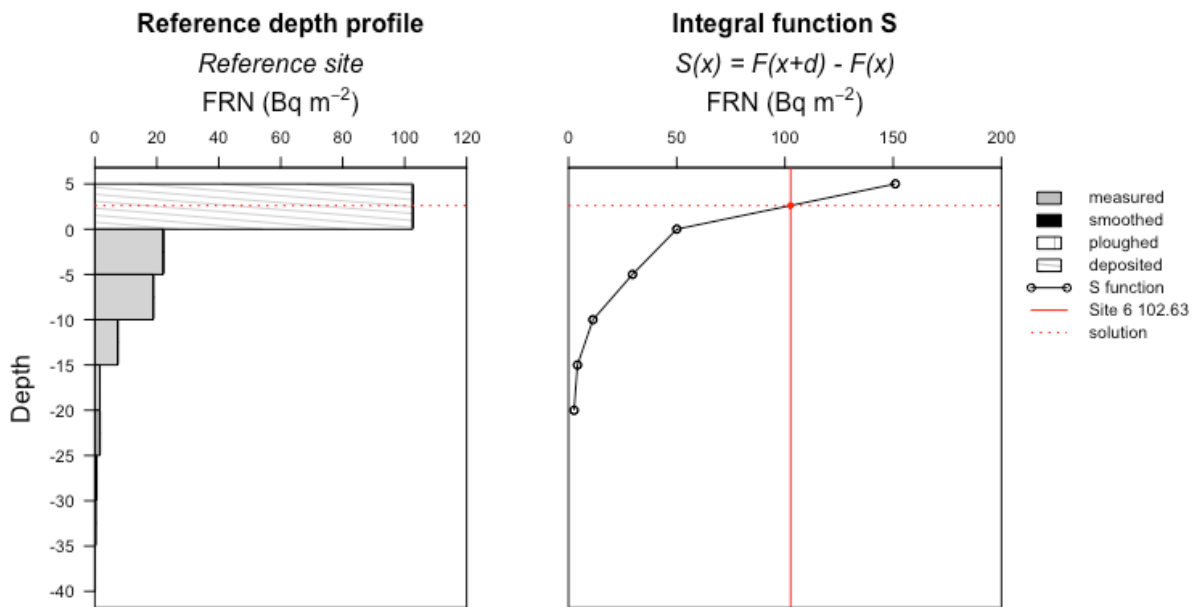 Reference depth profile
Reference site
FRN (Bq m⁻²)
0 20 40 60 80 100 120
Depth
5
0
-5
-10
-15
-20
-25
-30
-35
-40
Integral function S
S(x) = F(x+d) - F(x)
FRN (Bq m⁻²)
0 50 100 150 200
measured
smoothed
ploughed
deposited
S function
Site 6 102.63
solution